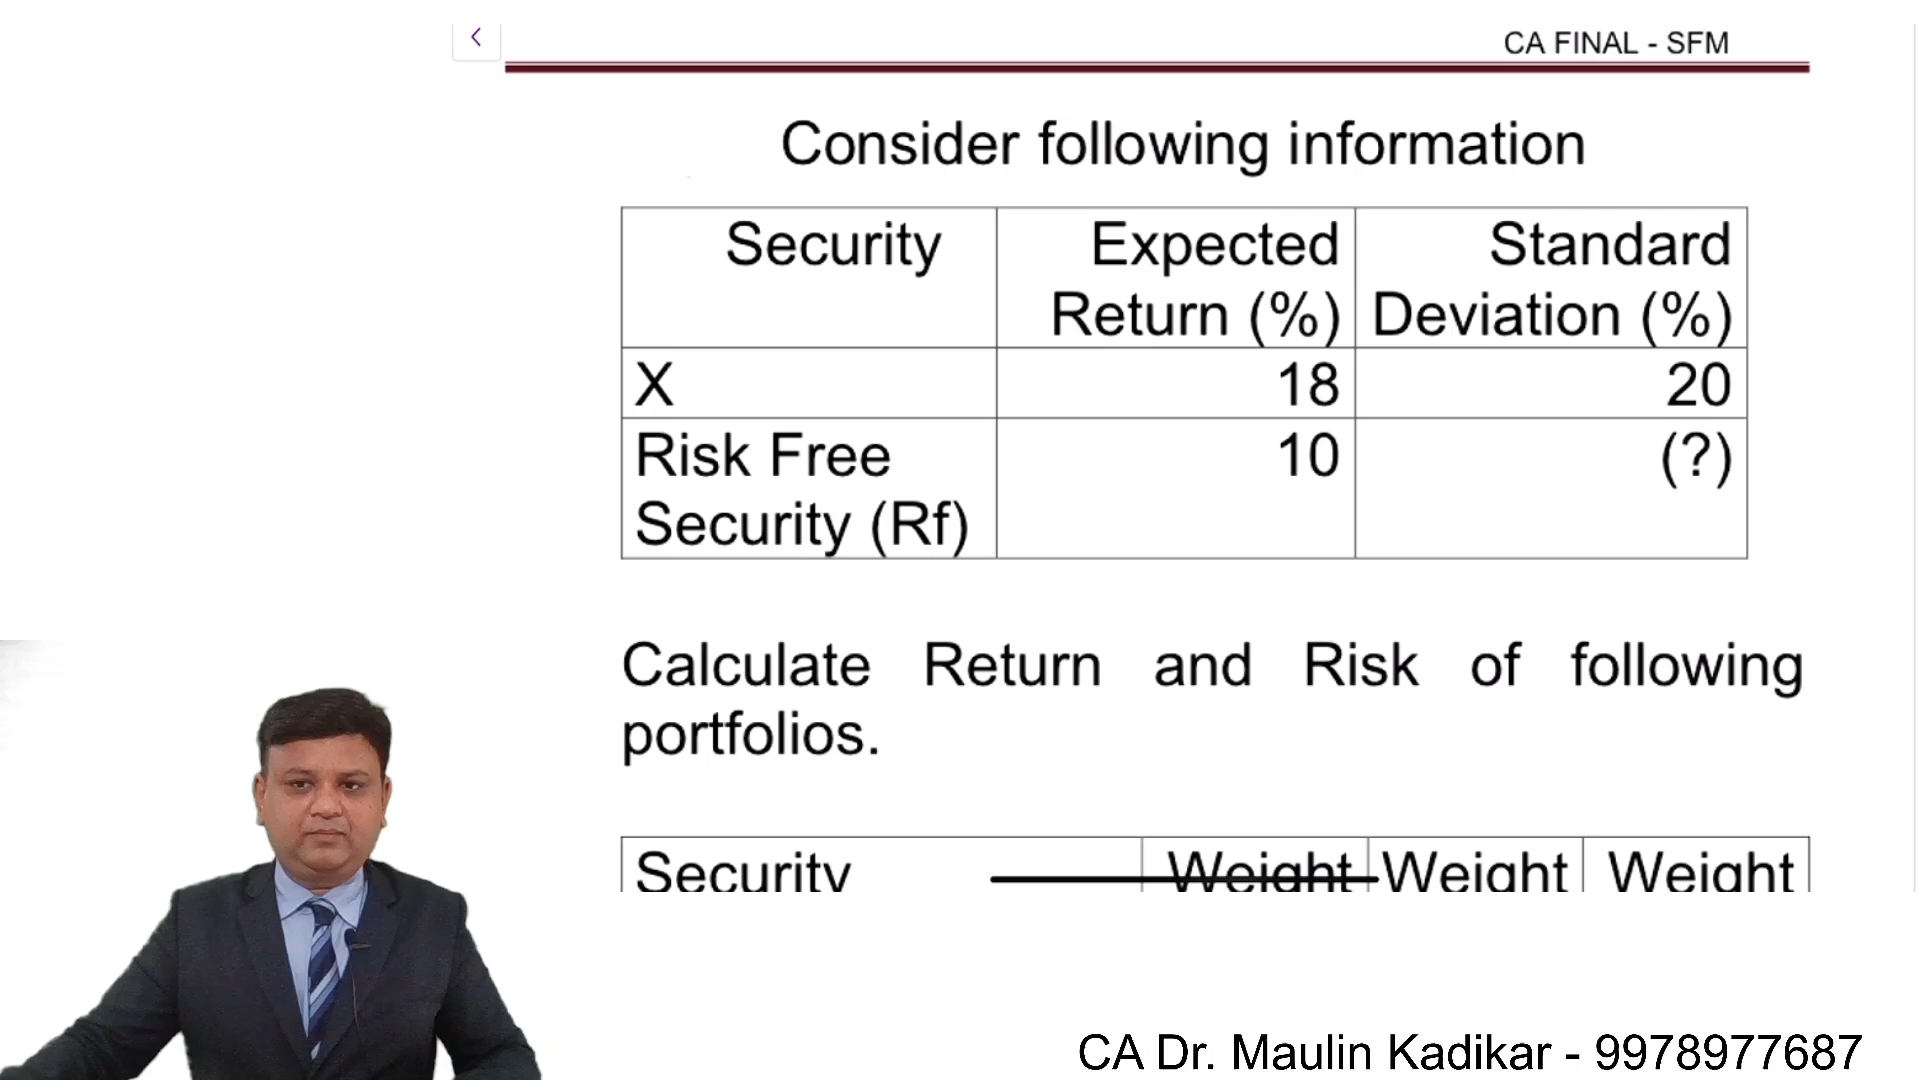 CA FINAL - SFM
Consider following information
Security Expected Return (%) Standard Deviation (%)
X 18 20
Risk Free Security (Rf) 10 (?)
Calculate Return and Risk of following
portfolios.
Security Weight Weight Weight
CA Dr. Maulin Kadikar - 9978977687